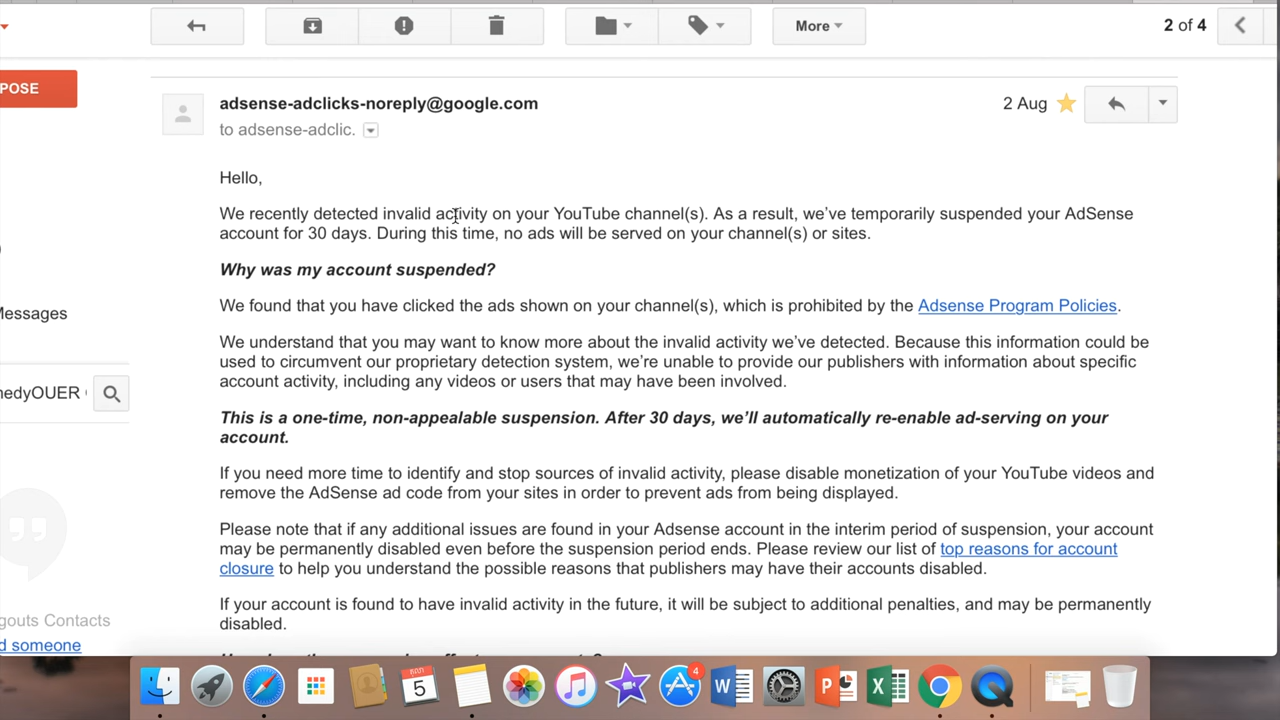 More
2 of 4
POSE
adsense-adclicks-noreply@google.com
2 Aug
to adsense-adclic.
Hello,
We recently detected invalid activity on your YouTube channel(s). As a result, we’ve temporarily suspended your AdSense
account for 30 days. During this time, no ads will be served on your channel(s) or sites.
Why was my account suspended?
We found that you have clicked the ads shown on your channel(s), which is prohibited by the Adsense Program Policies.
Messages
We understand that you may want to know more about the invalid activity we’ve detected. Because this information could be
used to circumvent our proprietary detection system, we’re unable to provide our publishers with information about specific
account activity, including any videos or users that may have been involved.
nedyOUER
This is a one-time, non-appealable suspension. After 30 days, we’ll automatically re-enable ad-serving on your
account.
If you need more time to identify and stop sources of invalid activity, please disable monetization of your YouTube videos and
remove the AdSense ad code from your sites in order to prevent ads from being displayed.
Please note that if any additional issues are found in your Adsense account in the interim period of suspension, your account
may be permanently disabled even before the suspension period ends. Please review our list of top reasons for account
closure to help you understand the possible reasons that publishers may have their accounts disabled.
If your account is found to have invalid activity in the future, it will be subject to additional penalties, and may be permanently
disabled.
gouts Contacts
d someone
5
4
W
P
X